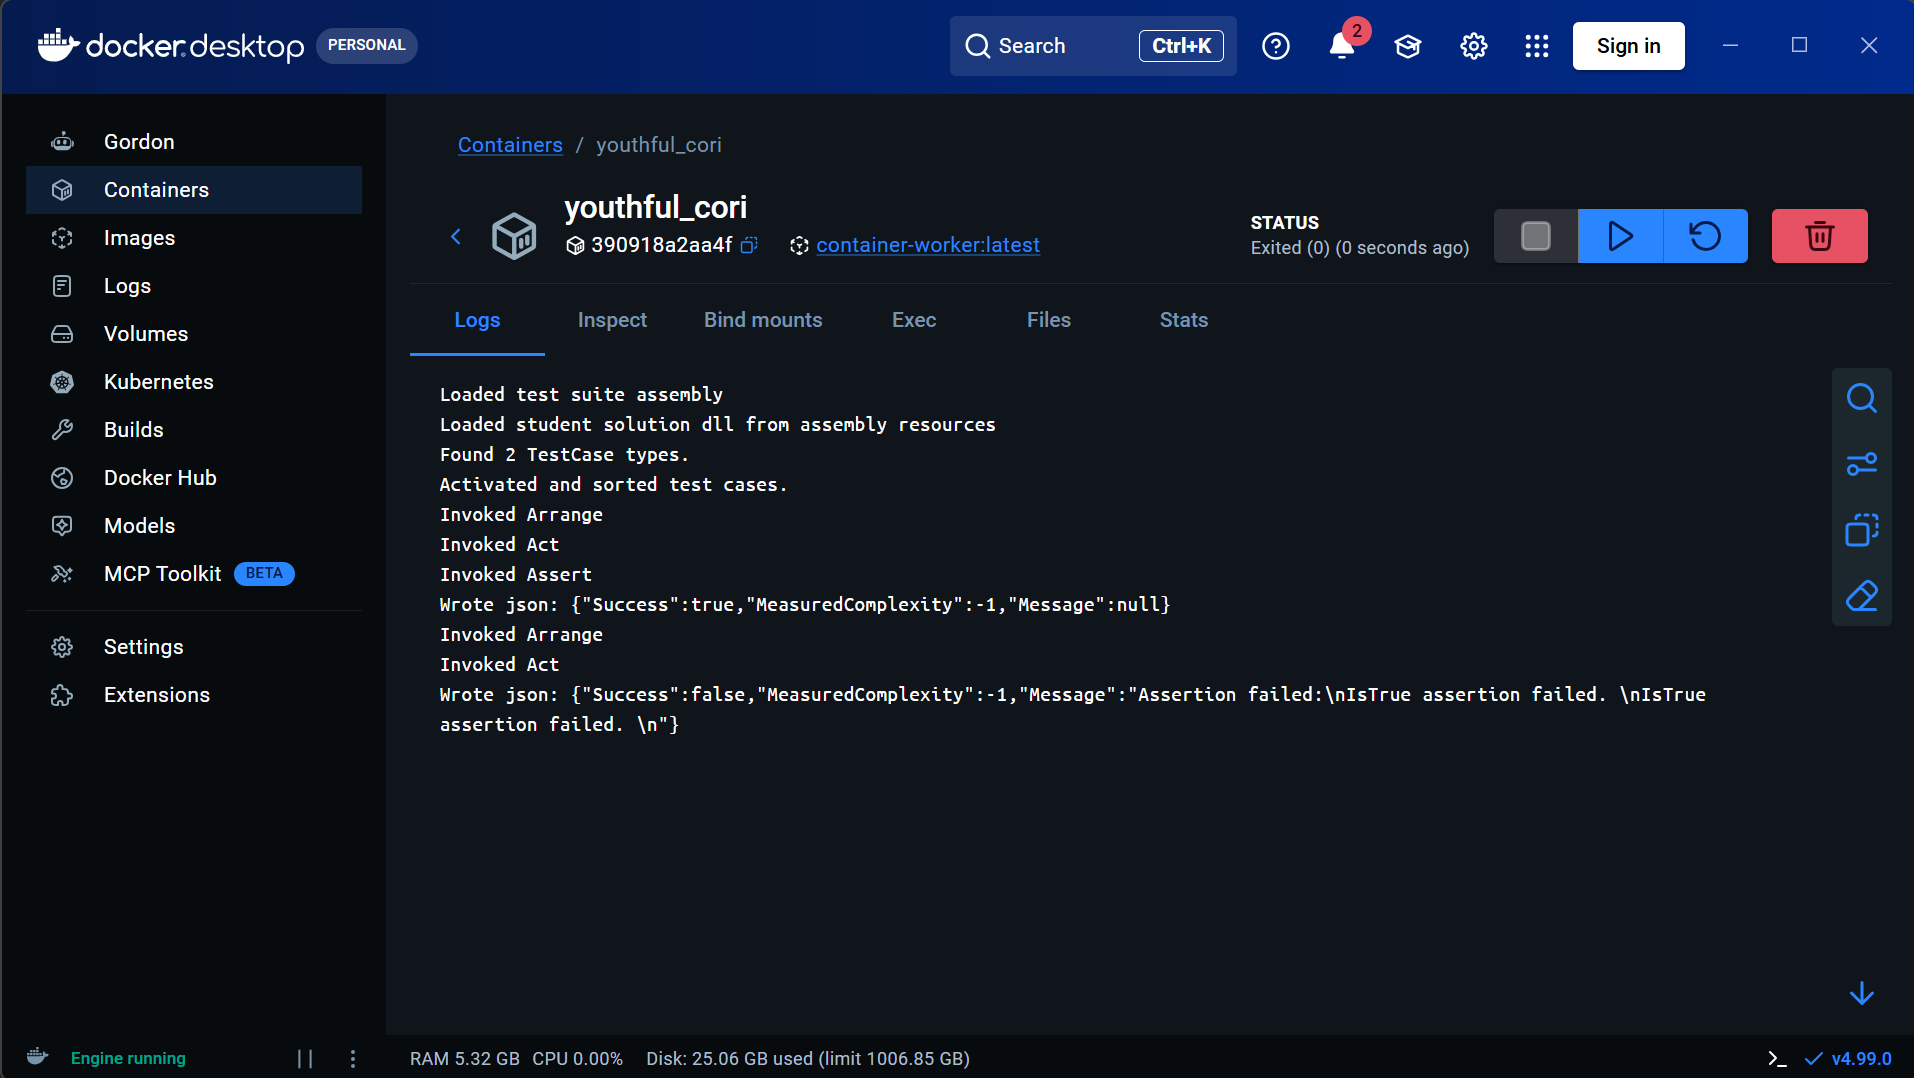 docker.desktop PERSONAL
Search Ctrl+K 2 Sign in
Gordon
Containers
Images
Logs
Volumes
Kubernetes
Builds
Docker Hub
Models
MCP Toolkit BETA
Settings
Extensions
Containers / youthful_cori
youthful_cori
390918a2aa4f container-worker:latest
STATUS
Exited (0) (0 seconds ago)
Logs Inspect Bind mounts Exec Files Stats
Loaded test suite assembly
Loaded student solution dll from assembly resources
Found 2 TestCase types.
Activated and sorted test cases.
Invoked Arrange
Invoked Act
Invoked Assert
Wrote json: {"Success":true,"MeasuredComplexity":-1,"Message":null}
Invoked Arrange
Invoked Act
Wrote json: {"Success":false,"MeasuredComplexity":-1,"Message":"Assertion failed:\nIsTrue assertion failed. \nIsTrue
assertion failed. \n"}
Engine running RAM 5.32 GB CPU 0.00% Disk: 25.06 GB used (limit 1006.85 GB) v4.99.0